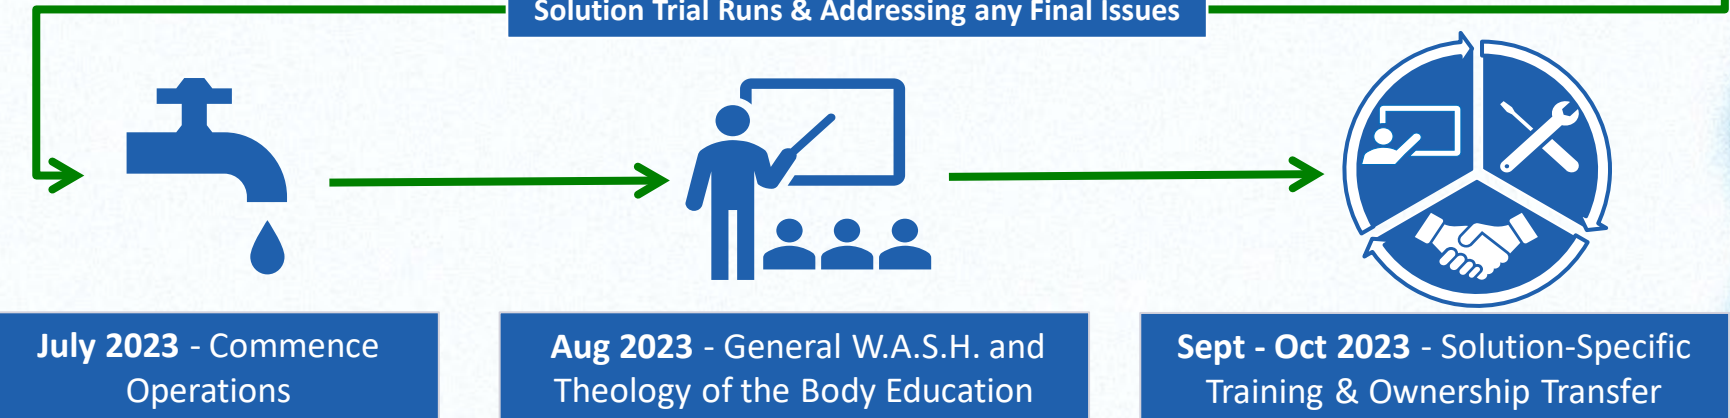 Solution Trial Runs & Addressing any Final Issues
July 2023 - Commence
Operations
Aug 2023 - General W.A.S.H. and
Theology of the Body Education
Sept - Oct 2023 - Solution-Specific
Training & Ownership Transfer